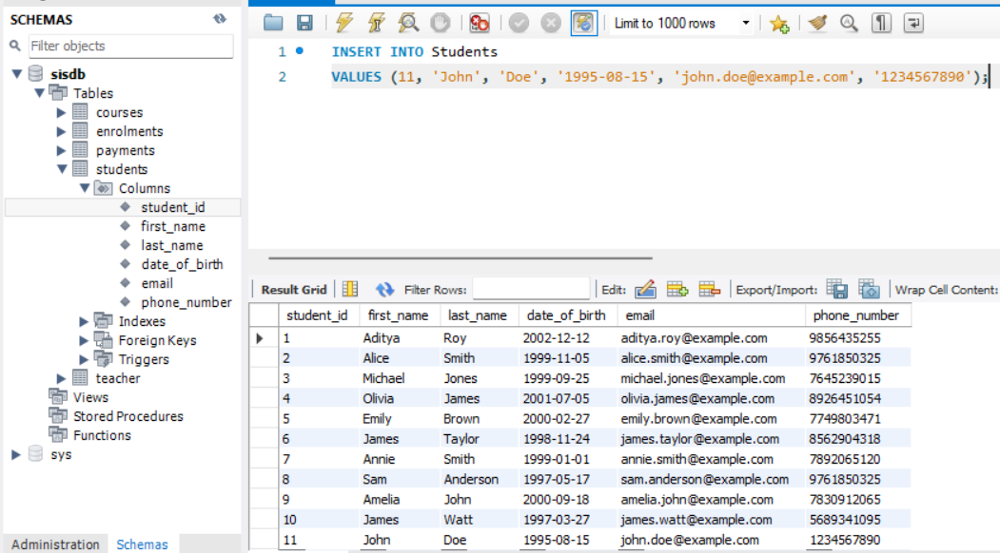 SCHEMAS
Filter objects
sisdb
Tables
courses
enrolments
payments
students
Columns
student_id
first_name
last_name
date_of_birth
email
phone_number
Indexes
Foreign Keys
Triggers
teacher
Views
Stored Procedures
Functions
sys
Administration Schemas
Limit to 1000 rows
1 INSERT INTO Students
2 VALUES (11, 'John', 'Doe', '1995-08-15', 'john.doe@example.com', '1234567890');
Result Grid Filter Rows: Edit: Export/Import: Wrap Cell Content:
student_id first_name last_name date_of_birth email phone_number
1 Aditya Roy 2002-12-12 aditya.roy@example.com 9856435255
2 Alice Smith 1999-11-05 alice.smith@example.com 9761850325
3 Michael Jones 1999-09-25 michael.jones@example.com 7645239015
4 Olivia James 2001-07-05 olivia.james@example.com 8926451054
5 Emily Brown 2000-02-27 emily.brown@example.com 7749803471
6 James Taylor 1998-11-24 james.taylor@example.com 8562904318
7 Annie Smith 1999-01-01 annie.smith@example.com 7892065120
8 Sam Anderson 1997-05-17 sam.anderson@example.com 9761850325
9 Amelia John 2000-09-18 amelia.john@example.com 7830912065
10 James Watt 1997-03-27 james.watt@example.com 5689341095
11 John Doe 1995-08-15 john.doe@example.com 1234567890